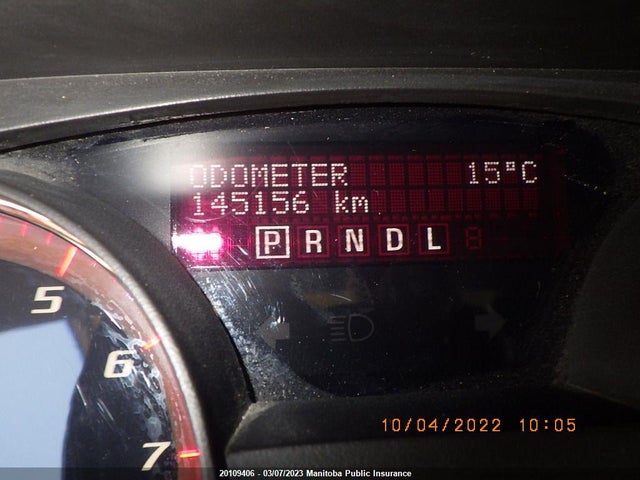 ODOMETER 15°C
145156 km
P R N D L 8
5
6
7
10/04/2022 10:05
20109406 - 03/07/2023 Manitoba Public Insurance